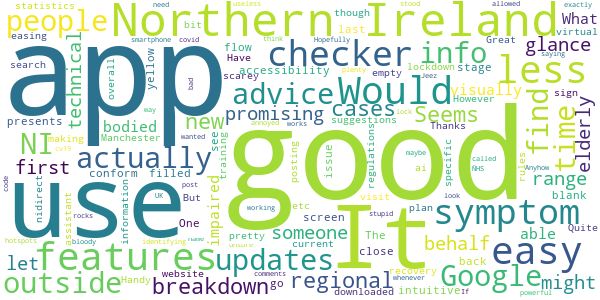 statistics
people
Northern Ireland
need
useless
stood
allowed
exactly
smartphone
covid
bad
though
bit
last
Great
What
virtual
easing
scarey
Have
search
yellow
overall
technical
app
checker
info
less
flow
accessibility
empty
lockdown
stage
glance
think
plenty
However
Jeez
saying
presents
way
advice
Would
visually
NI
bodied
Manchester
new
promising
cases
Seems
Hopefully
suggestions
Thanks
sign
works
annoyed
find
time
elderly
making
first
actually
see
training
issue
posting
regulations
maybe
ai
specific
called
NHS
rules
Anyhow
conform
filled
information
UK
nidirect
assistant
But
post
One
impaired
good
It
visit
symptom
range
code
rocks
wanted
use
etc
someone
screen
plan
able
blank
Quite
hotspots
bloody
working
The
current
close
behalf
easy
let
features
updates
pretty
back
recovery
Google
might
identifying
stupid
website
downloaded
intuitive
outside
breakdown
Handy
go
regional
comments
whenever
If
powerful